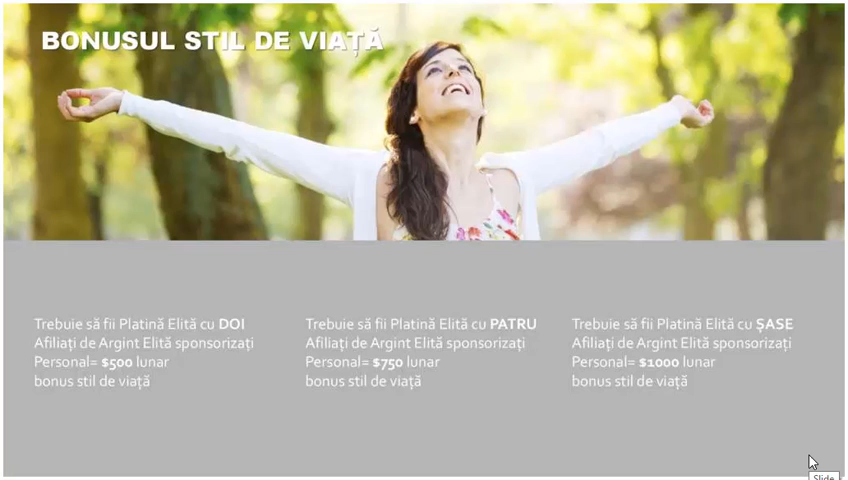 BONUSUL STIL DE VIAȚĂ
Trebuie să fii Platină Elită cu DOI
Afiliați de Argint Elită sponsorizați
Personal= $500 lunar
bonus stil de viață
Trebuie să fii Platină Elită cu PATRU
Afiliați de Argint Elită sponsorizați
Personal= $750 lunar
bonus stil de viață
Trebuie să fii Platină Elită cu ȘASE
Afiliați de Argint Elită sponsorizați
Personal= $1000 lunar
bonus stil de viață
Slide